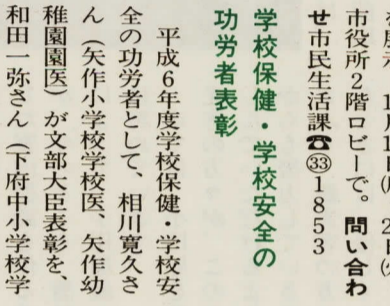 市役所2階ロビーで。問い合わ
せ市民生活課☎㉝1853
学校保健・学校安全の
功労者表彰
平成6年度学校保健・学校安
全の功労者として、相川寛久さ
ん（矢作小学校学校医、矢作幼
稚園園医）が文部大臣表彰を、
和田一弥さん（下府中小学校学